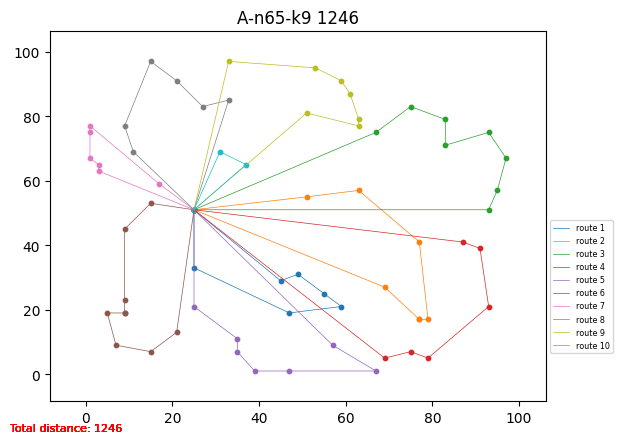 A-n65-k9 1246
100
80
60
40
20
0
0 20 40 60 80 100
route 1
route 2
route 3
route 4
route 5
route 6
route 7
route 8
route 9
route 10
Total distance: 1246